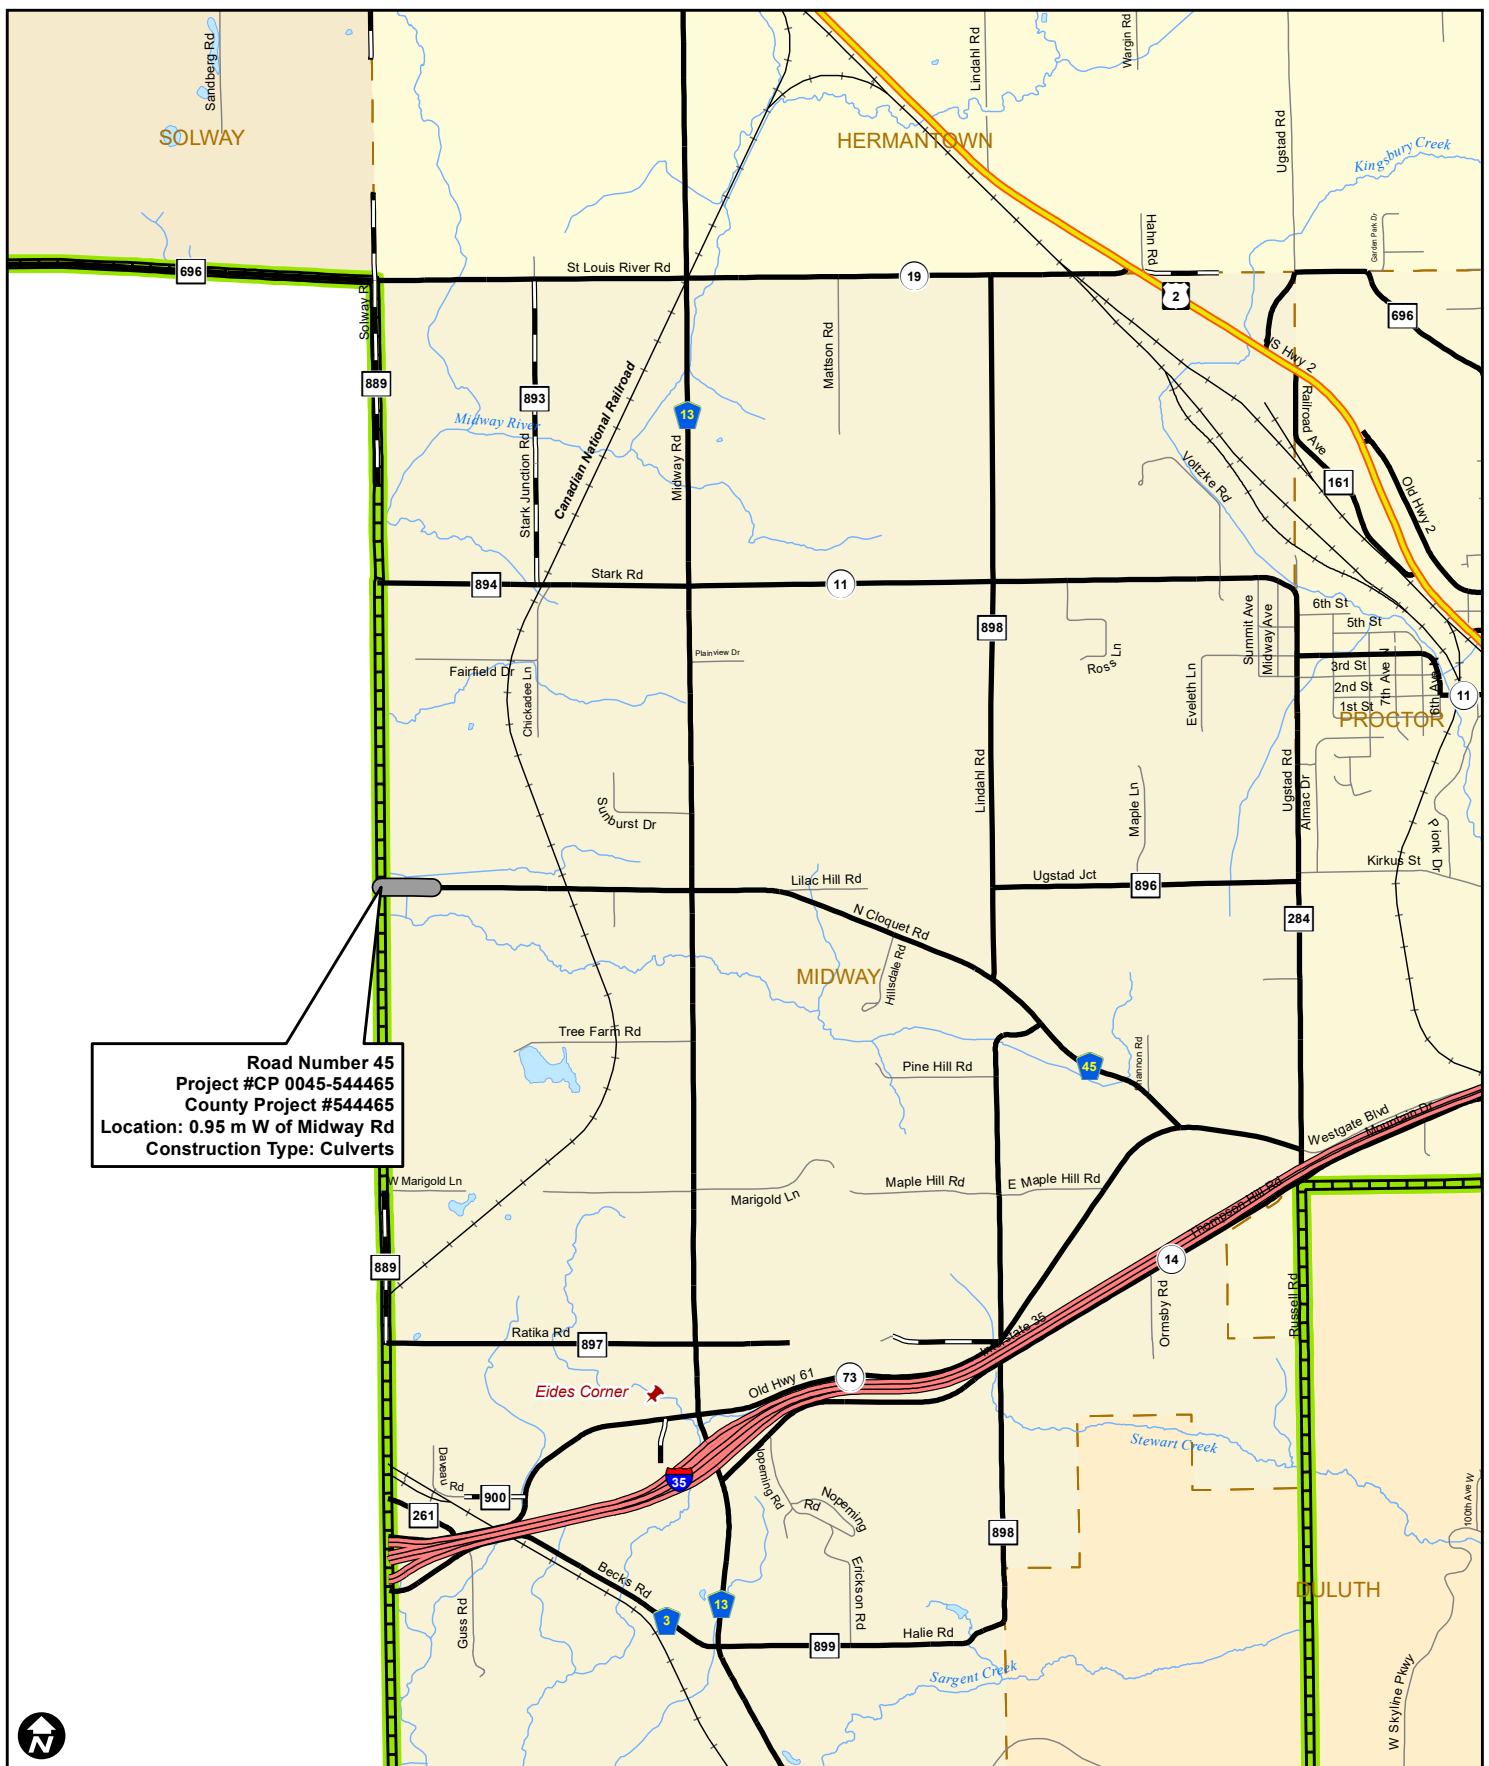 Sandberg Rd
Lindahl Rd
Wargin Rd
SOLWAY
HERMANTOWN
Ugstad Rd
Kingsbury Creek
Hahn Rd
Garden Park Dr
696
St Louis River Rd
19
2
696
Solway R
Mattson Rd
US Hwy 2
889
893
Canadian National Railroad
13
Midway River
Railroad Ave
Stark Junction Rd
Midway Rd
Voltzke Rd
161
Old Hwy 2
894
Stark Rd
11
898
Summit Ave
Midway Ave
6th St
5th St
Plainview Dr
Fairfield Dr
Chickadee Ln
Ross Ln
Eveleth Ln
3rd St
7th Ave N
2nd St
6th Ave N
11
1st St
PROCTOR
Lindahl Rd
Maple Ln
Ugstad Rd
Almac Dr
Sunburst Dr
Pionk Dr
Kirkus St
Lilac Hill Rd
Ugstad Jct
896
N Cloquet Rd
284
Hillsdale Rd
MIDWAY
Tree Farm Rd
Pine Hill Rd
45
hannon Rd
Road Number 45
Project #CP 0045-544465
County Project #544465
Location: 0.95 m W of Midway Rd
Construction Type: Culverts
Westgate Blvd
Mountain Dr
W Marigold Ln
Marigold Ln
Maple Hill Rd
E Maple Hill Rd
Thompson Hill Rd
14
889
Russell Rd
Ormsby Rd
Ratika Rd
897
Interstate 35
Old Hwy 61
73
Eides Corner
Stewart Creek
Daveau Rd
35
Nopeming Rd
900
Nopeming Rd
261
100th Ave W
898
Becks Rd
Erickson Rd
DULUTH
Guss Rd
3
13
899
Halie Rd
Sargent Creek
W Skyline Pkwy
N